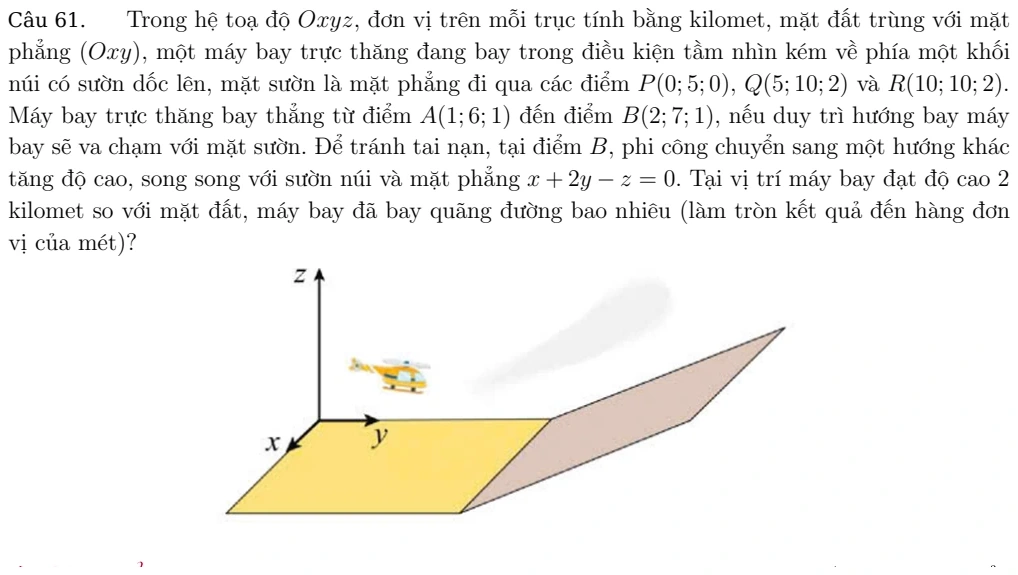 Câu 61. Trong hệ toạ độ Oxyz, đơn vị trên mỗi trục tính bằng kilomet, mặt đất trùng với mặt
phẳng (Oxy), một máy bay trực thăng đang bay trong điều kiện tầm nhìn kém về phía một khối
núi có sườn dốc lên, mặt sườn là mặt phẳng đi qua các điểm P(0; 5; 0), Q(5; 10; 2) và R(10; 10; 2).
Máy bay trực thăng bay thẳng từ điểm A(1; 6; 1) đến điểm B(2; 7; 1), nếu duy trì hướng bay máy
bay sẽ va chạm với mặt sườn. Để tránh tai nạn, tại điểm B, phi công chuyển sang một hướng khác
tăng độ cao, song song với sườn núi và mặt phẳng x + 2y − z = 0. Tại vị trí máy bay đạt độ cao 2
kilomet so với mặt đất, máy bay đã bay quãng đường bao nhiêu (làm tròn kết quả đến hàng đơn
vị của mét)?
z
x
y